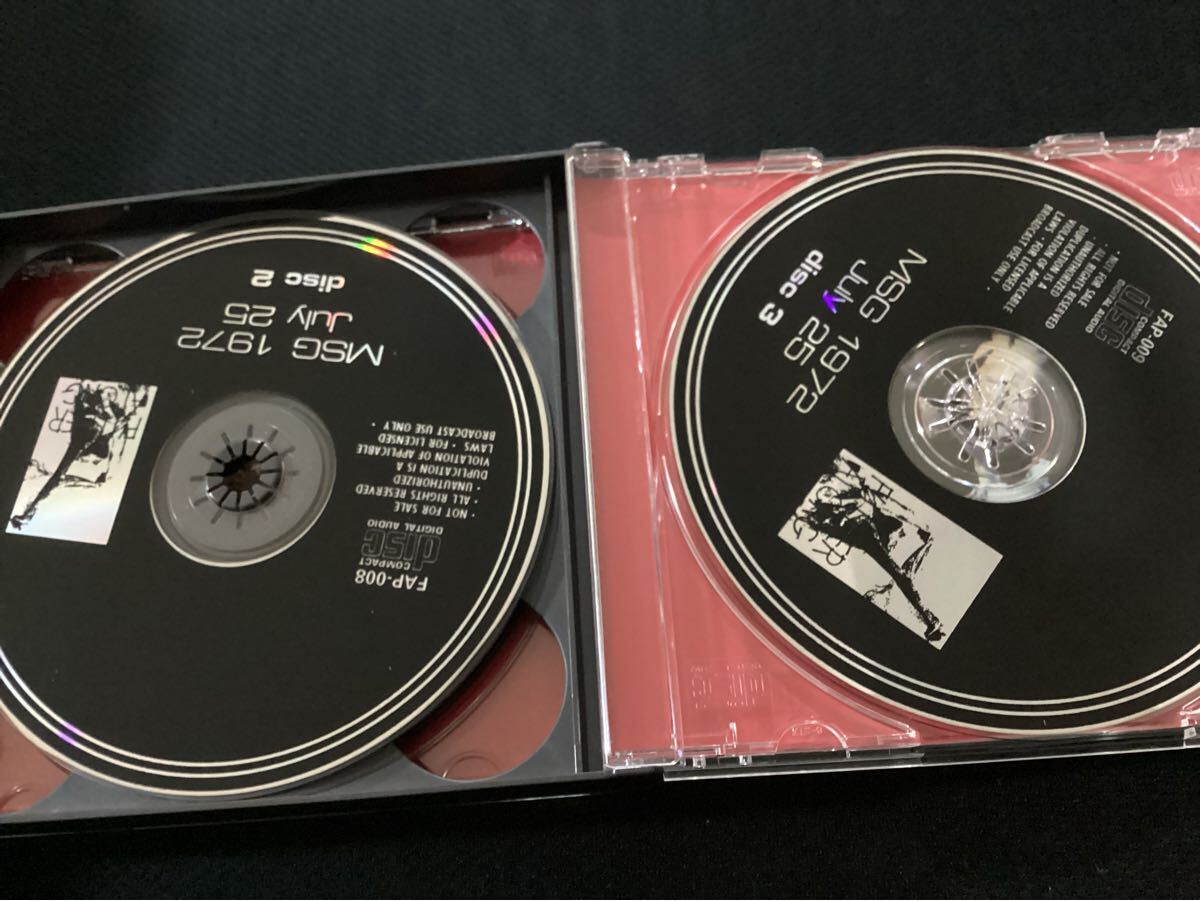 MSG 1972
July 25
disc 2
FAP-008
COMPACT
disc
DIGITAL AUDIO
· NOT FOR SALE
· ALL RIGHTS RESERVED
· UNAUTHORIZED
DUPLICATION IS A
VIOLATION OF APPLICABLE
LAWS · FOR LICENSED
BROADCAST USE ONLY ·
MSG 1972
July 25
disc 3
FAP-009
COMPACT
disc
DIGITAL AUDIO
· NOT FOR SALE
· ALL RIGHTS RESERVED
· UNAUTHORIZED
DUPLICATION IS A
VIOLATION OF APPLICABLE
LAWS · FOR LICENSED
BROADCAST USE ONLY ·